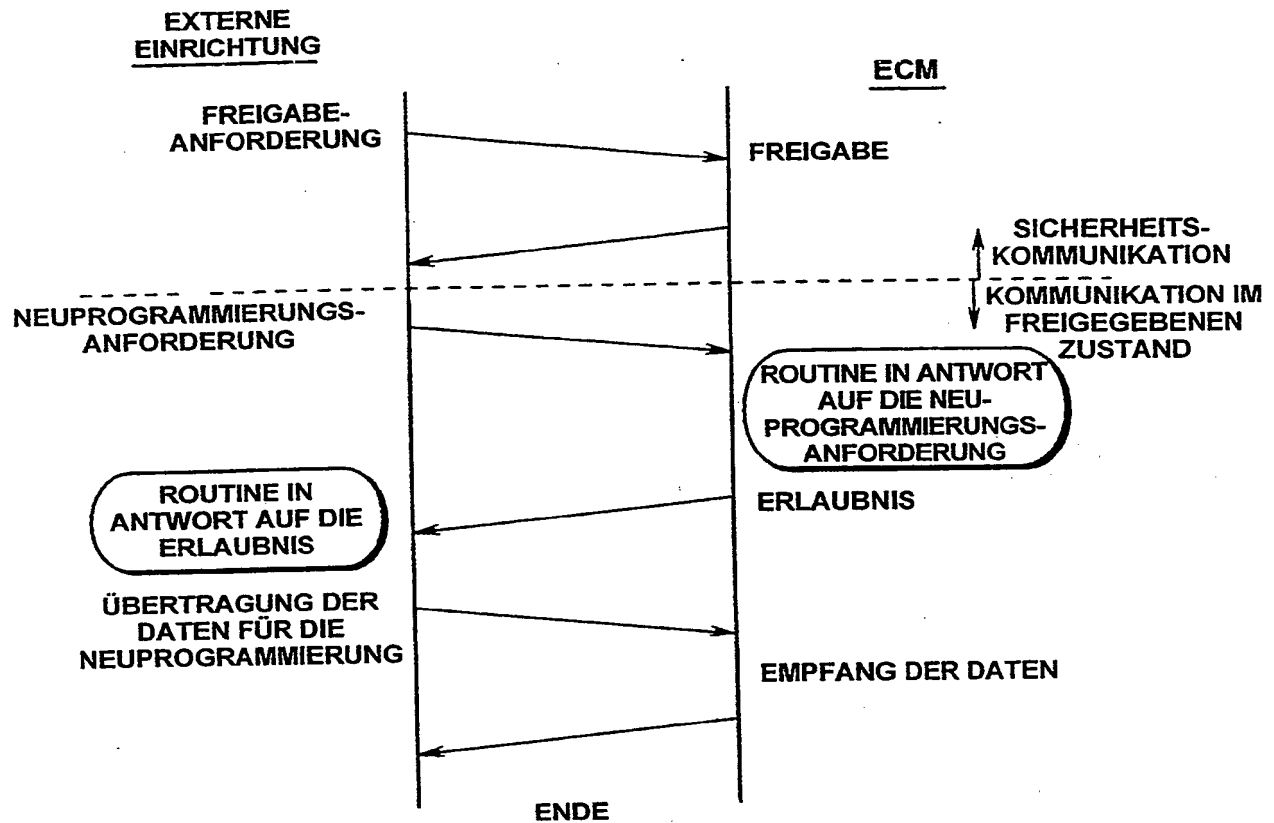 EXTERNE
EINRICHTUNG
ECM
FREIGABE-
ANFORDERUNG
FREIGABE
SICHERHEITS-
KOMMUNIKATION
KOMMUNIKATION IM
FREIGEGEBENEN
ZUSTAND
NEUPROGRAMMIERUNGS-
ANFORDERUNG
ROUTINE IN ANTWORT
AUF DIE NEU-
PROGRAMMIERUNGS-
ANFORDERUNG
ERLAUBNIS
ROUTINE IN
ANTWORT AUF DIE
ERLAUBNIS
ÜBERTRAGUNG DER
DATEN FÜR DIE
NEUPROGRAMMIERUNG
EMPFANG DER DATEN
ENDE